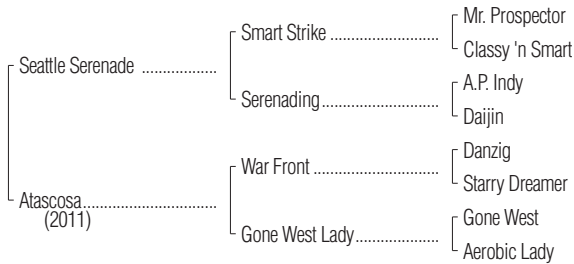 Mr. Prospector
Smart Strike ........................
Classy 'n Smart
Seattle Serenade .................
A.P. Indy
Serenading ..........................
Daijin
Danzig
War Front ............................
Starry Dreamer
Atascosa..............................
(2011)
Gone West
Gone West Lady..................
Aerobic Lady